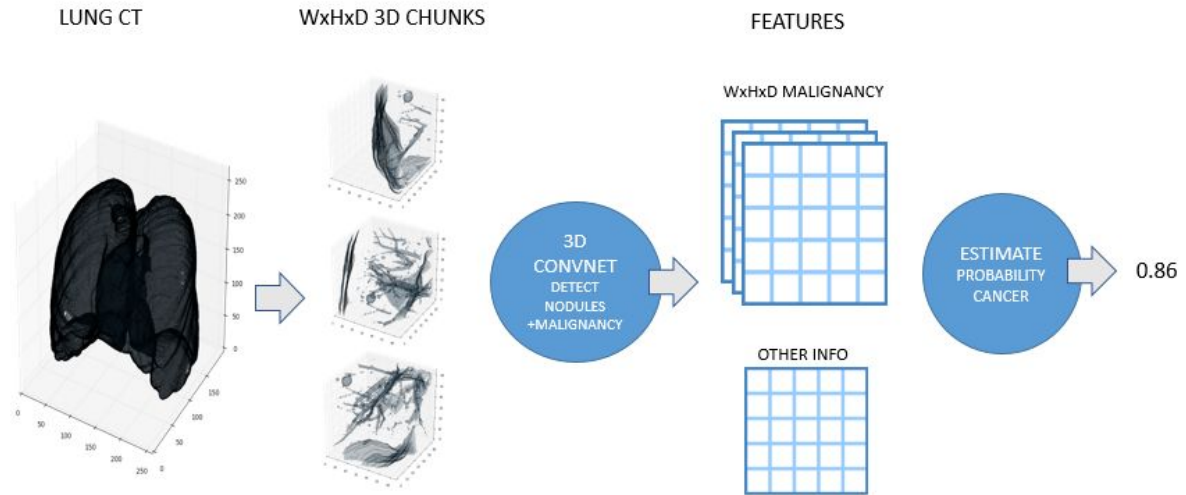 LUNG CT
WxHxD 3D CHUNKS
FEATURES
WxHxD MALIGNANCY
250
200
150
100
50
0
0
50
100
150
200
250
0
50
100
150
3D
CONVNET
DETECT
NODULES
+MALIGNANCY
ESTIMATE
PROBABILITY
CANCER
0.86
OTHER INFO